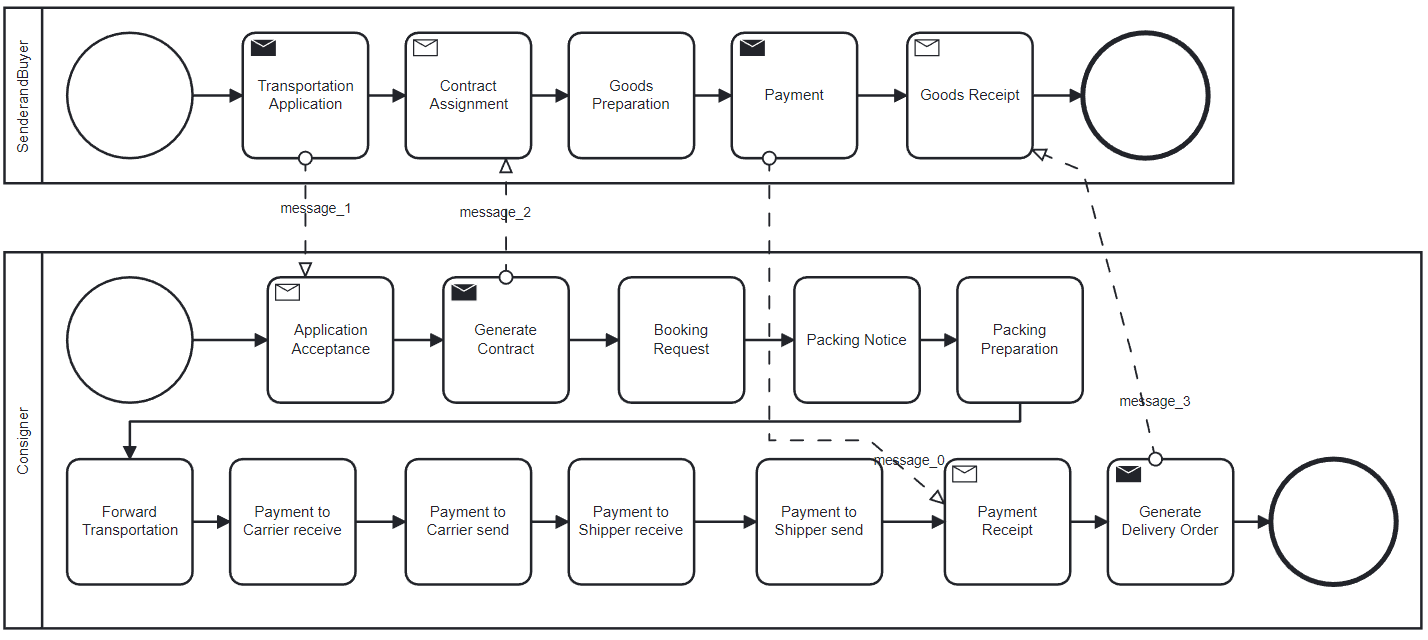 SenderandBuyer
Transportation
Application
Contract
Assignment
Goods
Preparation
Payment
Goods Receipt
message_1
message_2
Consigner
Application
Acceptance
Generate
Contract
Booking
Request
Packing Notice
Packing
Preparation
message_3
message_0
Forward
Transportation
Payment to
Carrier receive
Payment to
Carrier send
Payment to
Shipper receive
Payment to
Shipper send
Payment
Receipt
Generate
Delivery Order